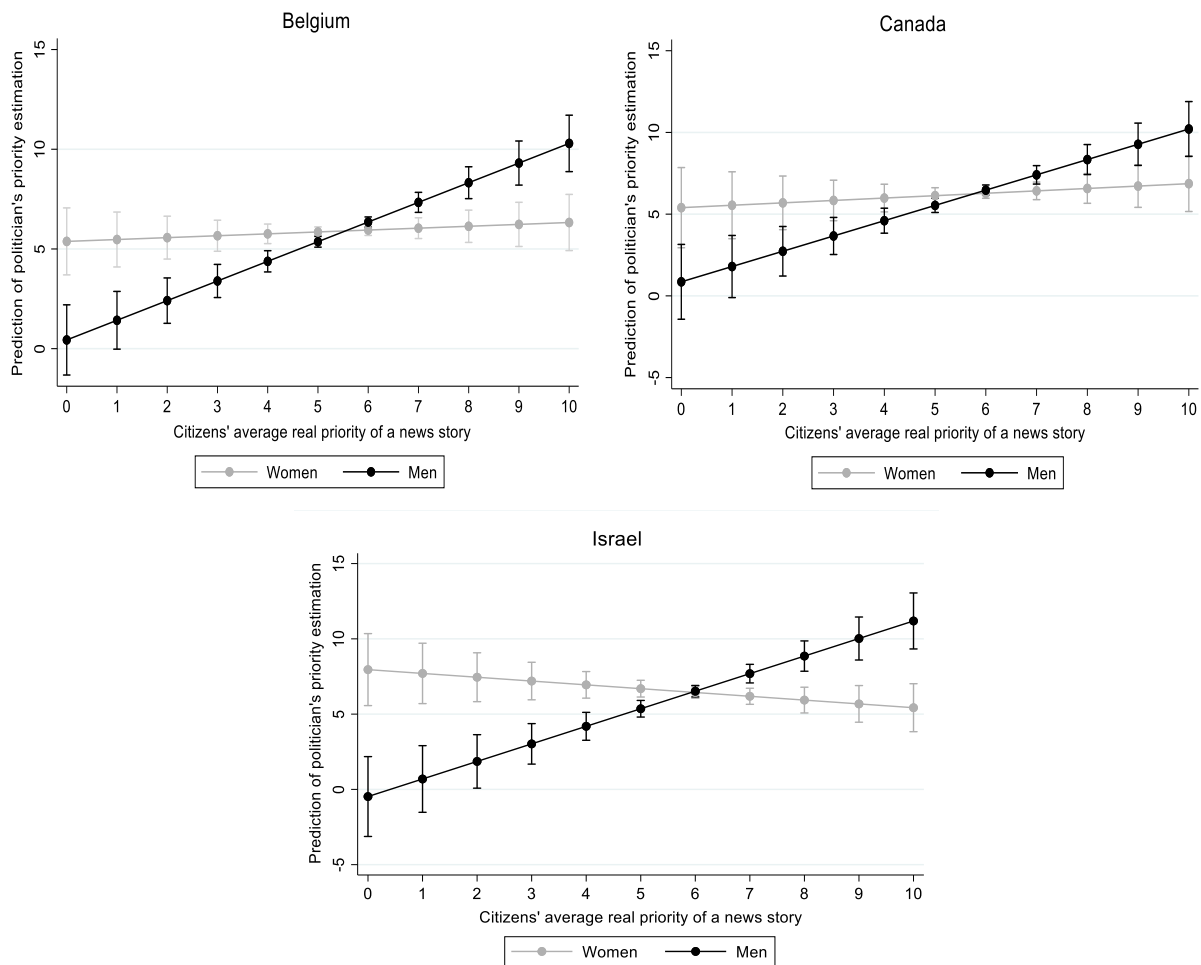 Belgium
Prediction of politician's priority estimation
15
10
5
0
0 1 2 3 4 5 6 7 8 9 10
Citizens' average real priority of a news story
Women Men
Canada
Prediction of politician's priority estimation
15
10
5
0
-5
0 1 2 3 4 5 6 7 8 9 10
Citizens' average real priority of a news story
Women Men
Israel
Prediction of politician's priority estimation
15
10
5
0
-5
0 1 2 3 4 5 6 7 8 9 10
Citizens' average real priority of a news story
Women Men